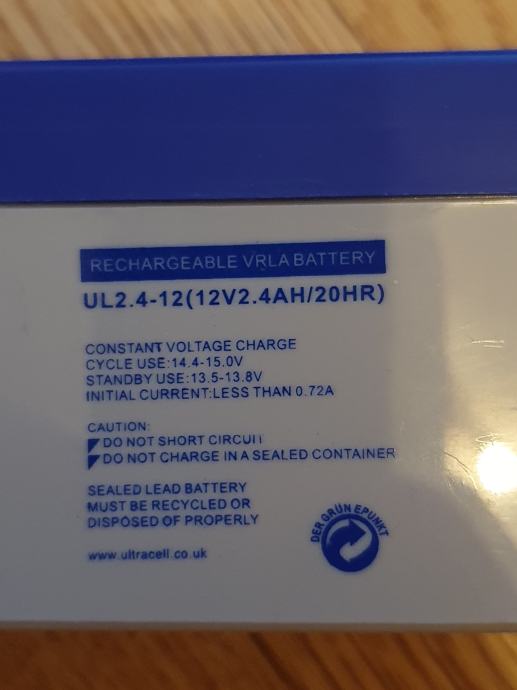 RECHARGEABLE VRLA BATTERY
UL2.4-12(12V2.4AH/20HR)
CONSTANT VOLTAGE CHARGE
CYCLE USE:14.4-15.0V
STANDBY USE:13.5-13.8V
INITIAL CURRENT:LESS THAN 0.72A
CAUTION:
DO NOT SHORT CIRCUIT
DO NOT CHARGE IN A SEALED CONTAINER
SEALED LEAD BATTERY
MUST BE RECYCLED OR
DISPOSED OF PROPERLY
www.ultracell.co.uk
DER GRÜN EPUNKT